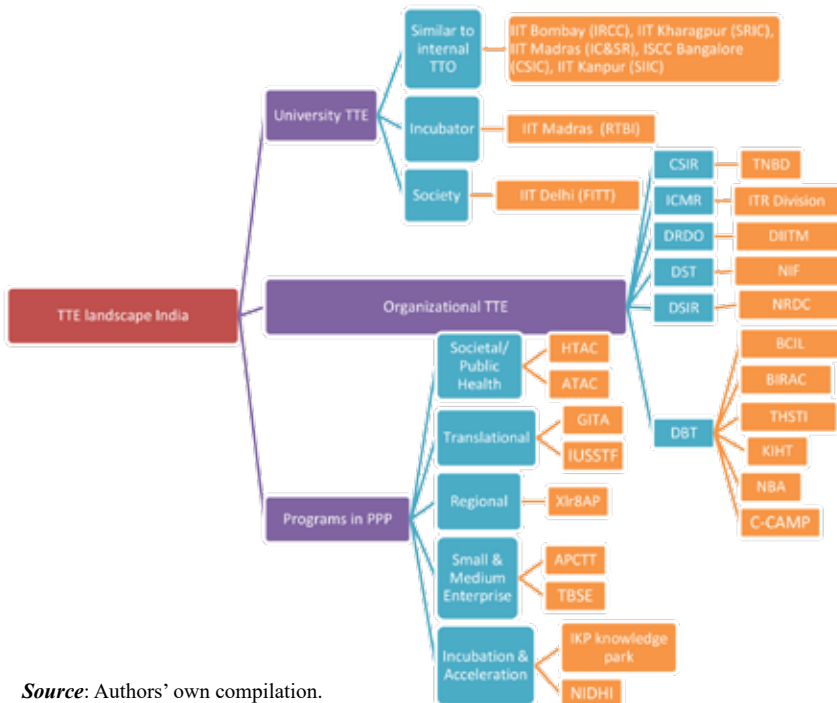 Similar to
internal
TTO
IIT Bombay (IRCC), IIT Kharagpur (SRIC),
IIT Madras (IC&SR), ISCC Bangalore
(CSIC), IIT Kanpur (SIIC)
University TTE
Incubator
IIT Madras (RTBI)
Society
IIT Delhi (FITT)
CSIR
TNBD
ICMR
ITR Division
DRDO
DIITM
DST
NIF
DSIR
NRDC
TTE landscape India
Organizational TTE
DBT
BCIL
BIRAC
THSTI
KIHT
NBA
C-CAMP
Programs in PPP
Societal/
Public
Health
HTAC
ATAC
Translational
GITA
IUSSTF
Regional
Xlr8AP
Small &
Medium
Enterprise
APCTT
TBSE
Incubation &
Acceleration
IKP knowledge
park
NIDHI
Source: Authors’ own compilation.